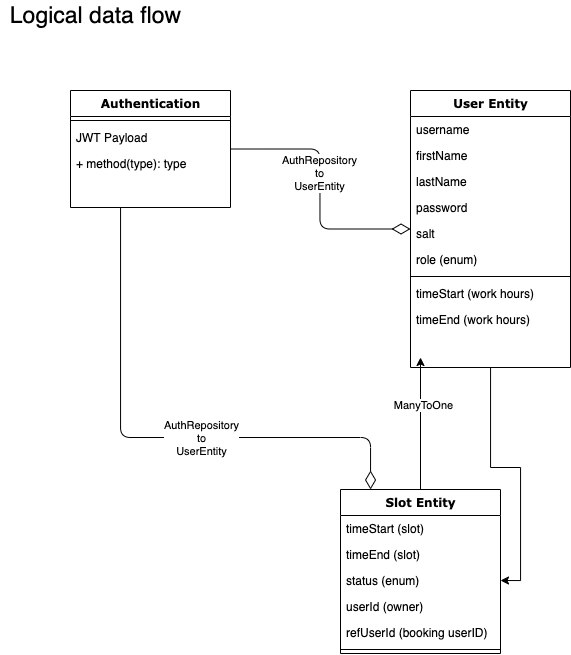 Logical data flow
Authentication
JWT Payload
+ method(type): type
AuthRepository
to
UserEntity
User Entity
username
firstName
lastName
password
salt
role (enum)
timeStart (work hours)
timeEnd (work hours)
ManyToOne
AuthRepository
to
UserEntity
Slot Entity
timeStart (slot)
timeEnd (slot)
status (enum)
userId (owner)
refUserId (booking userID)